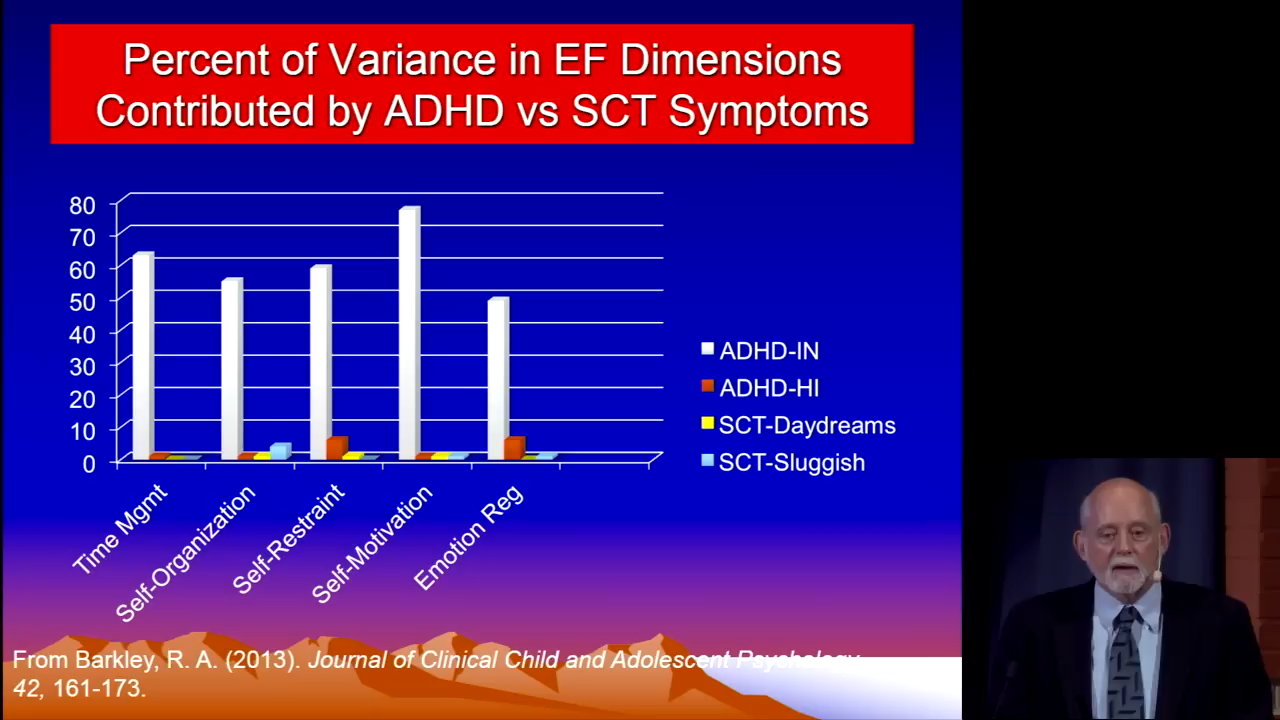 Percent of Variance in EF Dimensions
Contributed by ADHD vs SCT Symptoms
80
70
60
50
40
30
20
10
0
Time Mgmt
Self-Organization
Self-Restraint
Self-Motivation
Emotion Reg
ADHD-IN
ADHD-HI
SCT-Daydreams
SCT-Sluggish
From Barkley, R. A. (2013). Journal of Clinical Child and Adolescent Psychology,
42, 161-173.